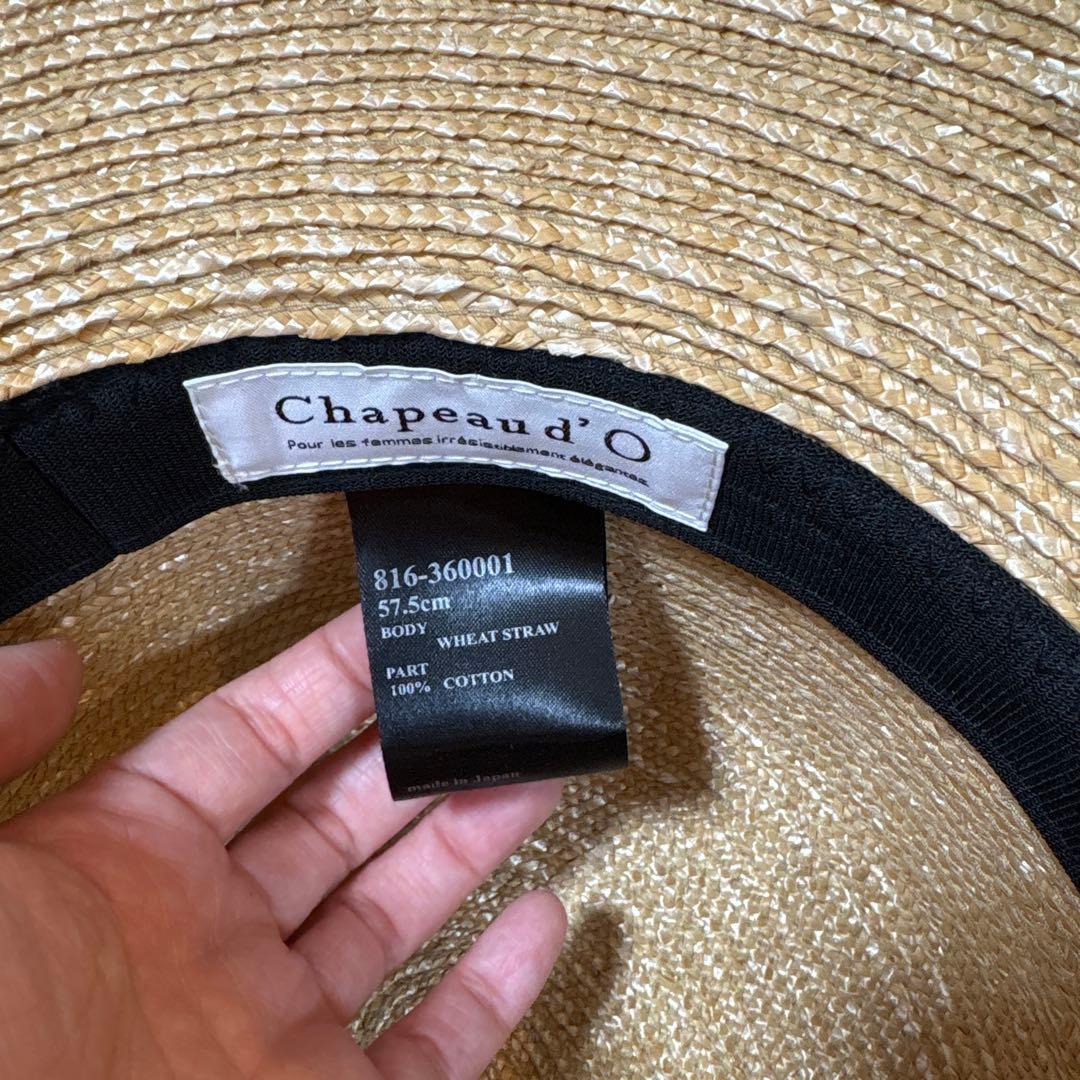 Chapeau d'O
Pour les femmes irrésistiblement élégantes
816-360001
57.5cm
BODY WHEAT STRAW
PART
100% COTTON
made in Japan